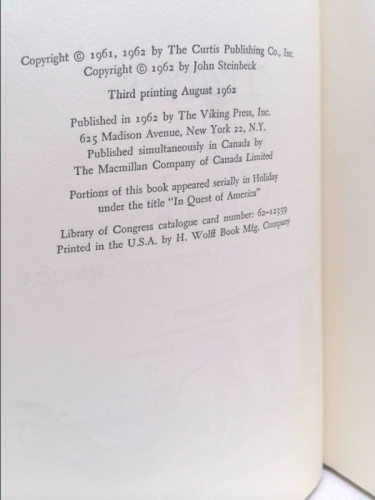 Copyright © 1961, 1962 by The Curtis Publishing Co., Inc.
Copyright © 1962 by John Steinbeck
Third printing August 1962
Published in 1962 by The Viking Press, Inc.
625 Madison Avenue, New York 22, N.Y.
Published simultaneously in Canada by
The Macmillan Company of Canada Limited
Portions of this book appeared serially in Holiday
under the title "In Quest of America"
Library of Congress catalogue card number: 62-12359
Printed in the U.S.A. by H. Wolff Book Mfg. Company